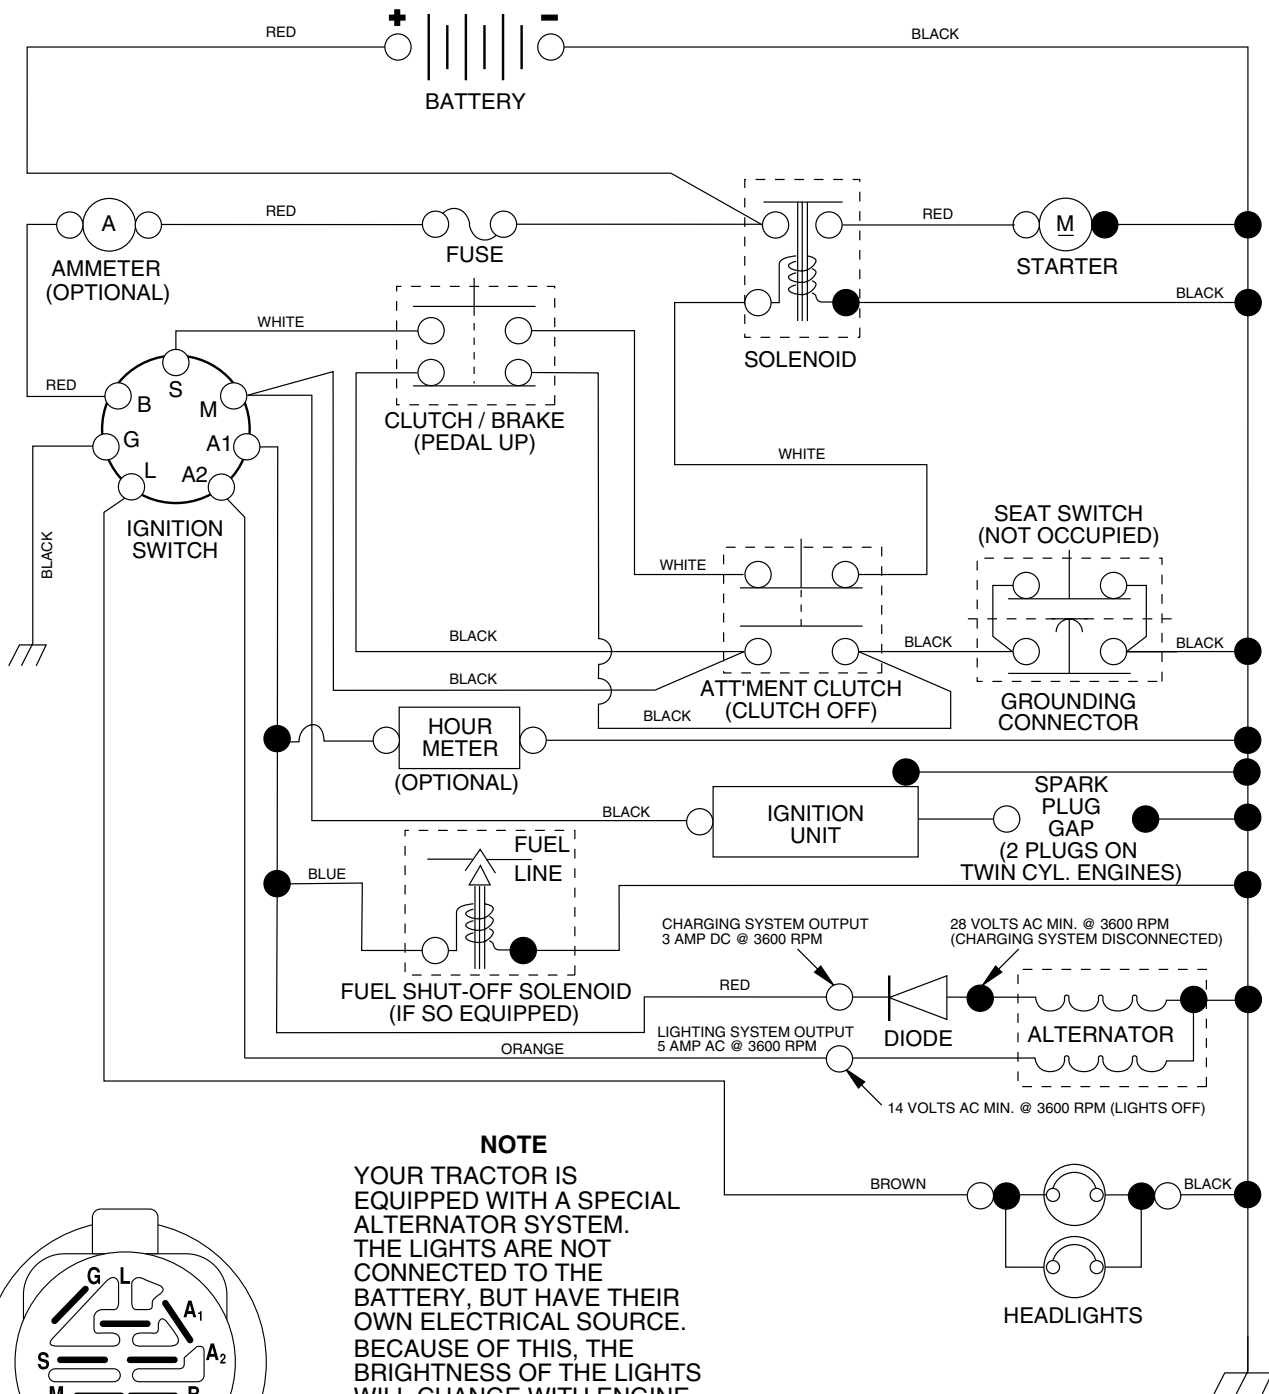 +
−
RED
BLACK
BATTERY
A
RED
FUSE
RED
M
STARTER
AMMETER
(OPTIONAL)
WHITE
BLACK
SOLENOID
RED
S
B
M
G
A1
L
A2
CLUTCH / BRAKE
(PEDAL UP)
WHITE
IGNITION
SWITCH
BLACK
SEAT SWITCH
(NOT OCCUPIED)
WHITE
BLACK
BLACK
BLACK
BLACK
ATT'MENT CLUTCH
(CLUTCH OFF)
BLACK
GROUNDING
CONNECTOR
HOUR
METER
(OPTIONAL)
BLACK
IGNITION
UNIT
SPARK
PLUG
GAP
(2 PLUGS ON
TWIN CYL. ENGINES)
FUEL
LINE
BLUE
FUEL SHUT-OFF SOLENOID
(IF SO EQUIPPED)
CHARGING SYSTEM OUTPUT
3 AMP DC @ 3600 RPM
28 VOLTS AC MIN. @ 3600 RPM
(CHARGING SYSTEM DISCONNECTED)
RED
DIODE
ALTERNATOR
LIGHTING SYSTEM OUTPUT
5 AMP AC @ 3600 RPM
ORANGE
14 VOLTS AC MIN. @ 3600 RPM (LIGHTS OFF)
NOTE
YOUR TRACTOR IS
EQUIPPED WITH A SPECIAL
ALTERNATOR SYSTEM.
THE LIGHTS ARE NOT
CONNECTED TO THE
BATTERY, BUT HAVE THEIR
OWN ELECTRICAL SOURCE.
BECAUSE OF THIS, THE
BRIGHTNESS OF THE LIGHTS
WILL CHANGE WITH ENGINE
BROWN
BLACK
HEADLIGHTS
G
L
A1
S
A2
M
B